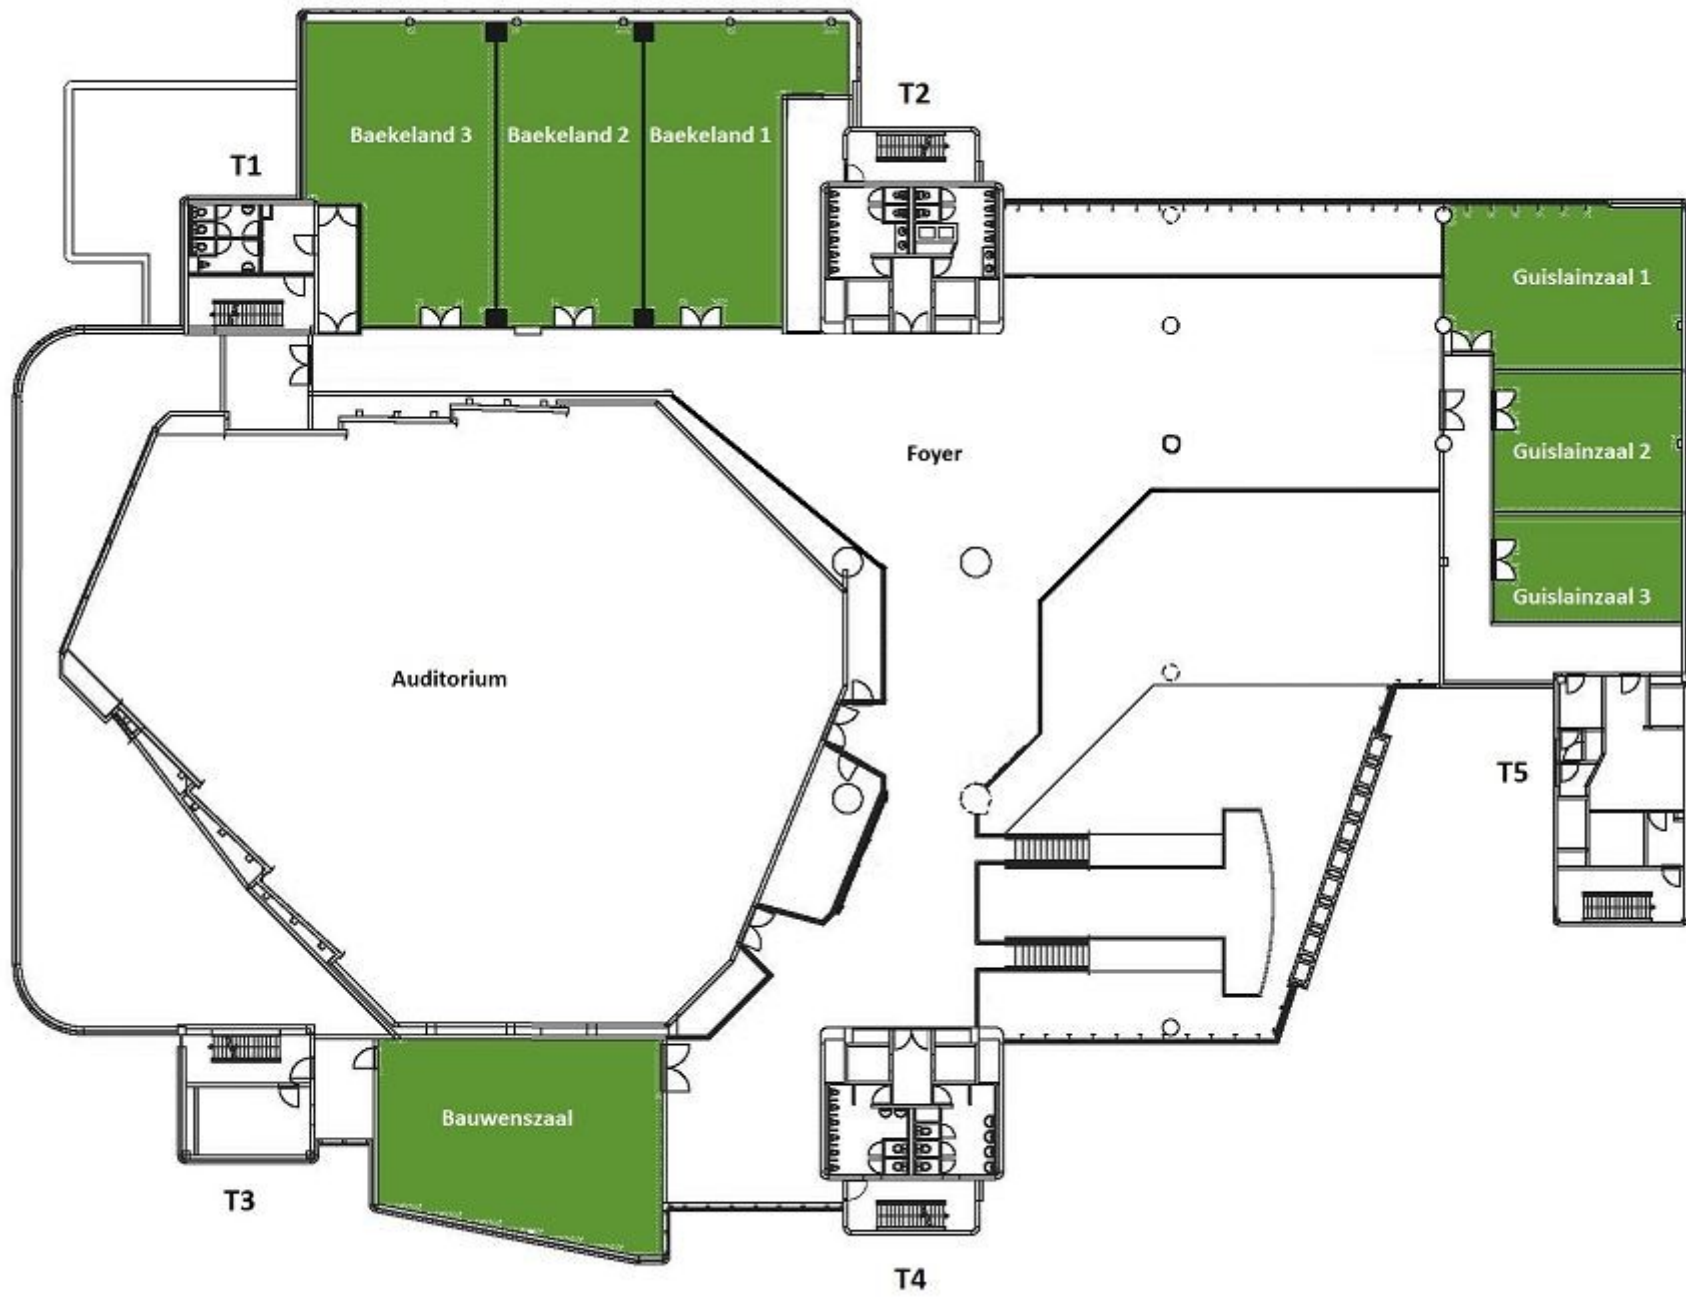 T2
Baekeland 3
Baekeland 2
Baekeland 1
T1
Guislainzaal 1
Foyer
Guislainzaal 2
Guislainzaal 3
Auditorium
T5
Bauwenszaal
T3
T4